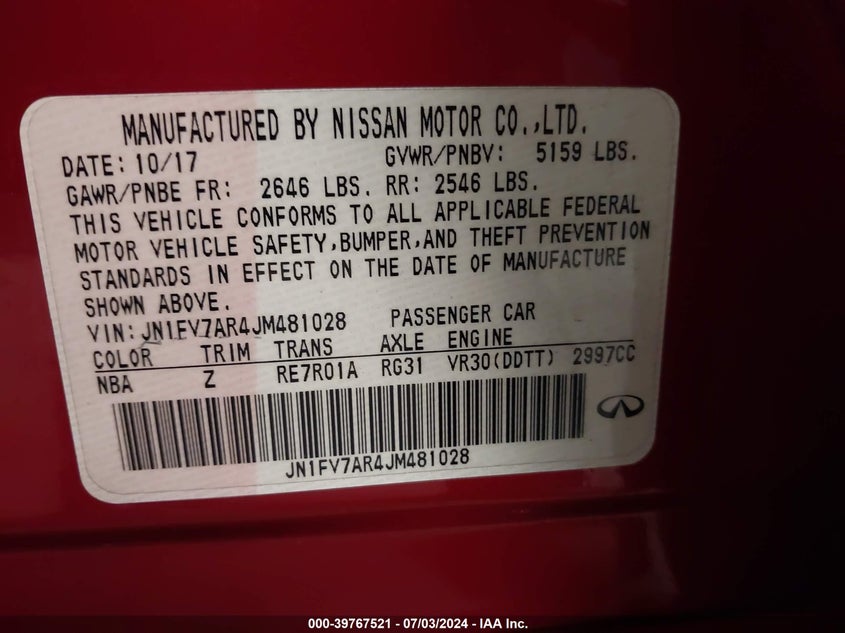 MANUFACTURED BY NISSAN MOTOR CO.,LTD.
DATE: 10/17 GVWR/PNBV: 5159 LBS.
GAWR/PNBE FR: 2646 LBS. RR: 2546 LBS.
THIS VEHICLE CONFORMS TO ALL APPLICABLE FEDERAL
MOTOR VEHICLE SAFETY,BUMPER,AND THEFT PREVENTION
STANDARDS IN EFFECT ON THE DATE OF MANUFACTURE
SHOWN ABOVE.
VIN:JN1FV7AR4JM481028 PASSENGER CAR
COLOR TRIM TRANS AXLE ENGINE
NBA Z RE7R01A RG31 VR30(DDTT) 2997CC
JN1FV7AR4JM481028
000-39767521 - 07/03/2024 - IAA Inc.